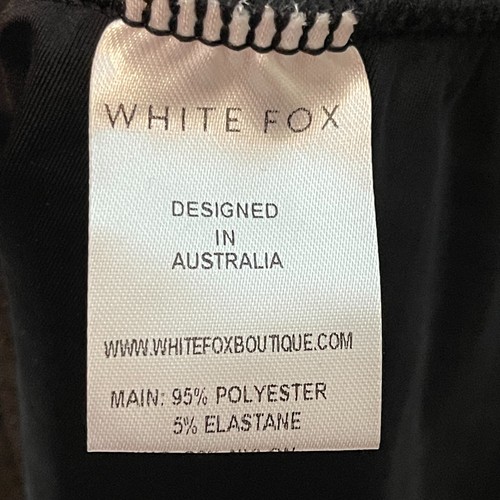 WHITE FOX
DESIGNED
IN
AUSTRALIA
WWW.WHITEFOXBOUTIQUE.COM
MAIN: 95% POLYESTER
5% ELASTANE